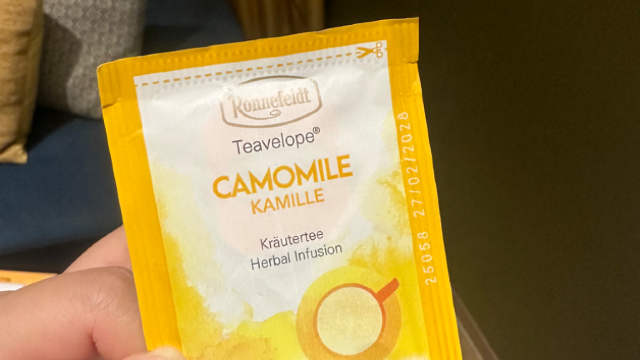 Ronnefeldt
Teavelope®
CAMOMILE
KAMILLE
Kräutertee
Herbal Infusion
25058 27/02/2028